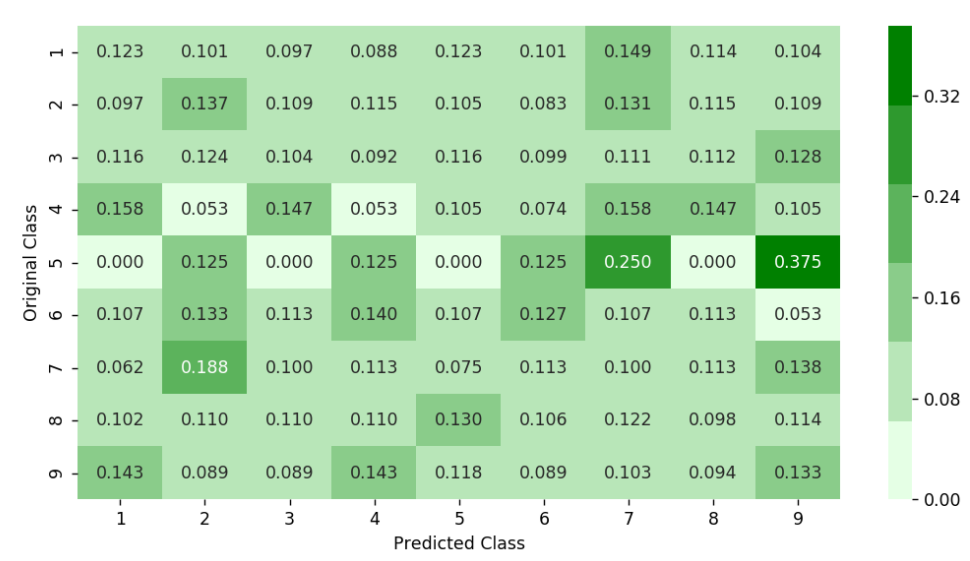 1 0.123 0.101 0.097 0.088 0.123 0.101 0.149 0.114 0.104
2 0.097 0.137 0.109 0.115 0.105 0.083 0.131 0.115 0.109
3 0.116 0.124 0.104 0.092 0.116 0.099 0.111 0.112 0.128
4 0.158 0.053 0.147 0.053 0.105 0.074 0.158 0.147 0.105
5 0.000 0.125 0.000 0.125 0.000 0.125 0.250 0.000 0.375
6 0.107 0.133 0.113 0.140 0.107 0.127 0.107 0.113 0.053
7 0.062 0.188 0.100 0.113 0.075 0.113 0.100 0.113 0.138
8 0.102 0.110 0.110 0.110 0.130 0.106 0.122 0.098 0.114
9 0.143 0.089 0.089 0.143 0.118 0.089 0.103 0.094 0.133
1 2 3 4 5 6 7 8 9
Predicted Class
Original Class
0.32
0.24
0.16
0.08
0.00